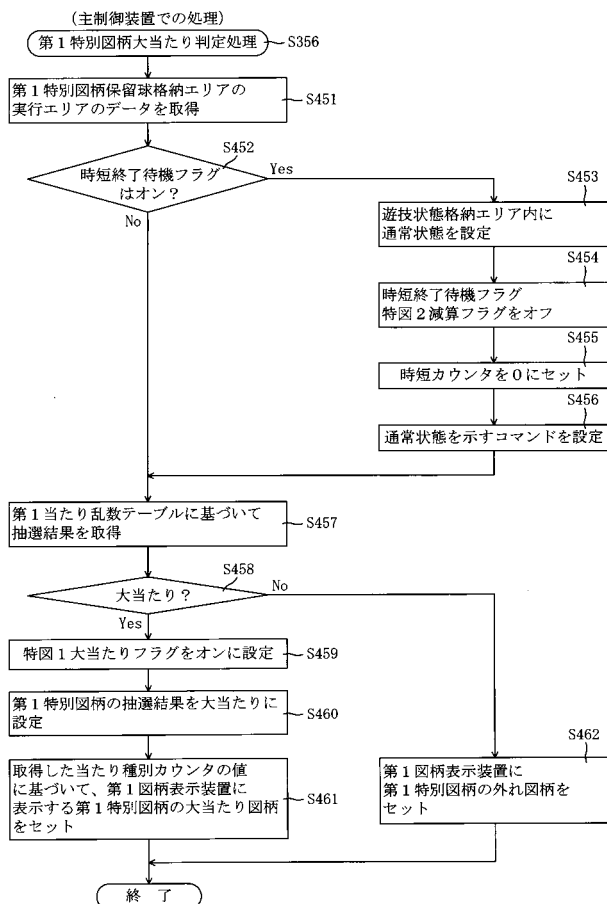 (主制御装置での処理)
第1特別図柄大当たり判定処理
S356
第1特別図柄保留球格納エリアの
実行エリアのデータを取得
S451
S452
時短終了待機フラグ
はオン?
Yes
No
S453
遊技状態格納エリア内に
通常状態を設定
S454
時短終了待機フラグ
特図2減算フラグをオフ
S455
時短カウンタを0にセット
S456
通常状態を示すコマンドを設定
第1当たり乱数テーブルに基づいて
抽選結果を取得
S457
S458
大当たり?
No
Yes
特図1大当たりフラグをオンに設定
S459
第1特別図柄の抽選結果を大当たりに
設定
S460
取得した当たり種別カウンタの値
に基づいて、第1図柄表示装置に
表示する第1特別図柄の大当たり図柄
をセット
S461
S462
第1図柄表示装置に
第1特別図柄の外れ図柄を
セット
終 了